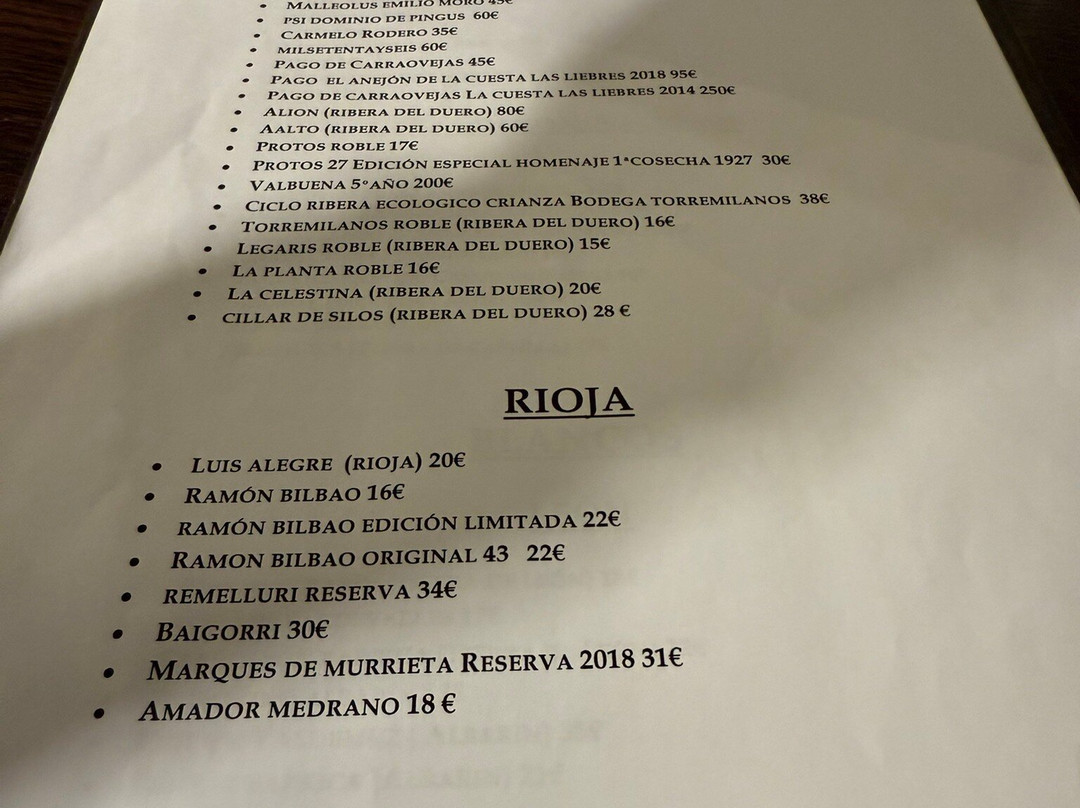 • MALLEOLUS EMILIO MORO 45€
• PSI DOMINIO DE PINGUS 60€
• CARMELO RODERO 35€
• MILSETENTAYSEIS 60€
• PAGO DE CARRAOVEJAS 45€
• PAGO EL ANEJÓN DE LA CUESTA LAS LIEBRES 2018 95€
• PAGO DE CARRAOVEJAS LA CUESTA LAS LIEBRES 2014 250€
• ALION (RIBERA DEL DUERO) 80€
• AALTO (RIBERA DEL DUERO) 60€
• PROTOS ROBLE 17€
• PROTOS 27 EDICIÓN ESPECIAL HOMENAJE 1ªCOSECHA 1927 30€
• VALBUENA 5º AÑO 200€
• CICLO RIBERA ECOLOGICO CRIANZA BODEGA TORREMILANOS 38€
• TORREMILANOS ROBLE (RIBERA DEL DUERO) 16€
• LEGARIS ROBLE (RIBERA DEL DUERO) 15€
• LA PLANTA ROBLE 16€
• LA CELESTINA (RIBERA DEL DUERO) 20€
• CILLAR DE SILOS (RIBERA DEL DUERO) 28 €
RIOJA
• LUIS ALEGRE (RIOJA) 20€
• RAMÓN BILBAO 16€
• RAMÓN BILBAO EDICIÓN LIMITADA 22€
• RAMON BILBAO ORIGINAL 43 22€
• REMELLURI RESERVA 34€
• BAIGORRI 30€
• MARQUES DE MURRIETA RESERVA 2018 31€
• AMADOR MEDRANO 18 €